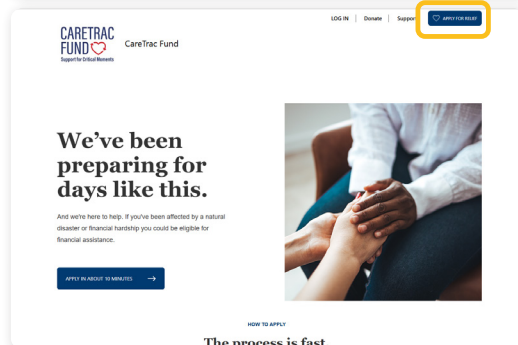 LOG IN | Donate | Suppor
APPLY FOR RELIEF
CARETRAC
FUND
Support for Critical Moments
CareTrac Fund
We've been
preparing for
days like this.
And we're here to help. If you've been affected by a natural
disaster or financial hardship you could be eligible for
financial assistance.
APPLY IN ABOUT 10 MINUTES →
HOW TO APPLY
The process is fast